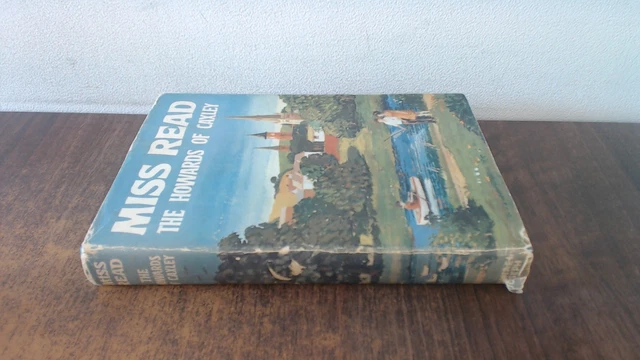 MISS READ
THE HOWARDS OF CAXLEY
MISS
READ
THE
HOWARDS
OF CAXLEY